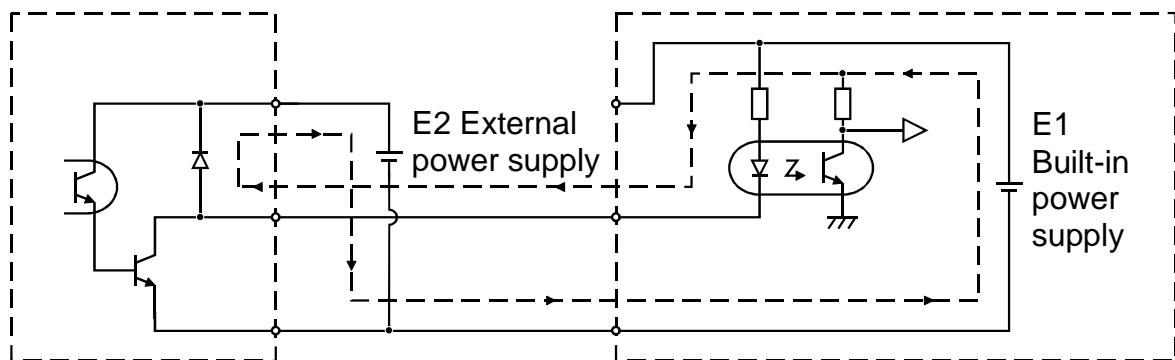 E2 External
power supply
E1
Built-in
power
supply